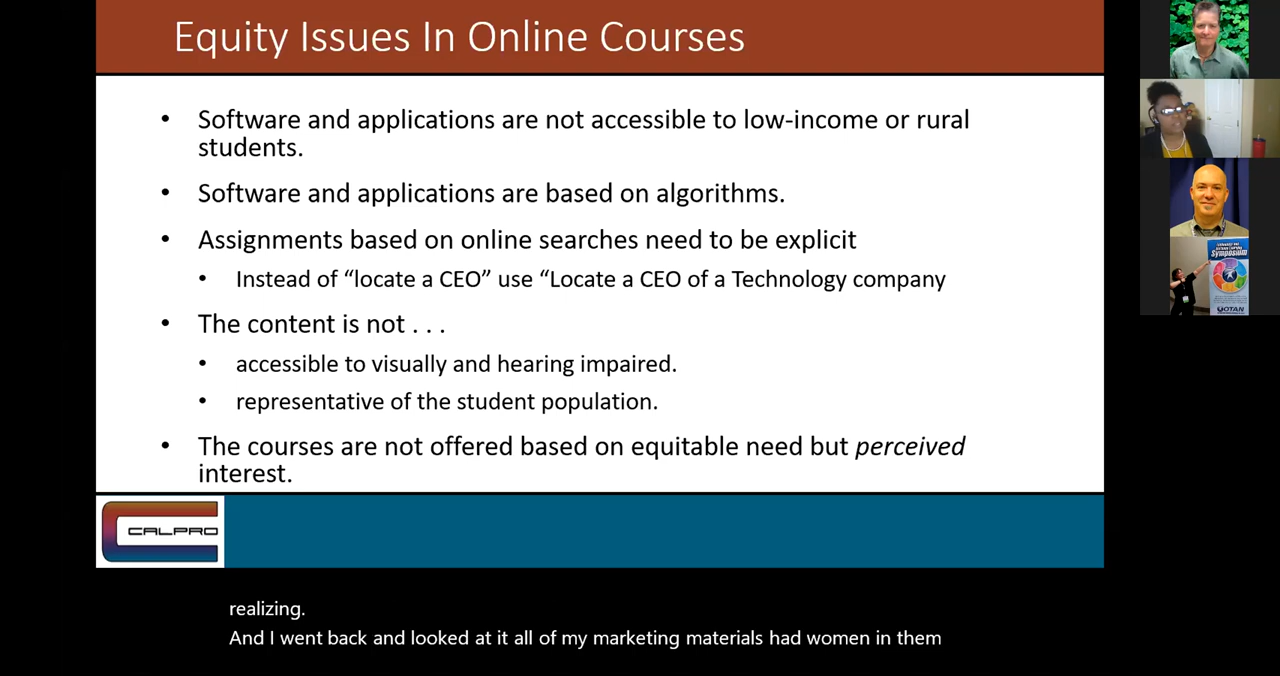 Equity Issues In Online Courses
• Software and applications are not accessible to low-income or rural
students.
• Software and applications are based on algorithms.
• Assignments based on online searches need to be explicit
• Instead of “locate a CEO” use “Locate a CEO of a Technology company
• The content is not . . .
• accessible to visually and hearing impaired.
• representative of the student population.
• The courses are not offered based on equitable need but perceived
interest.
CALPRO
Symposium
OTAN
realizing.
And I went back and looked at it all of my marketing materials had women in them